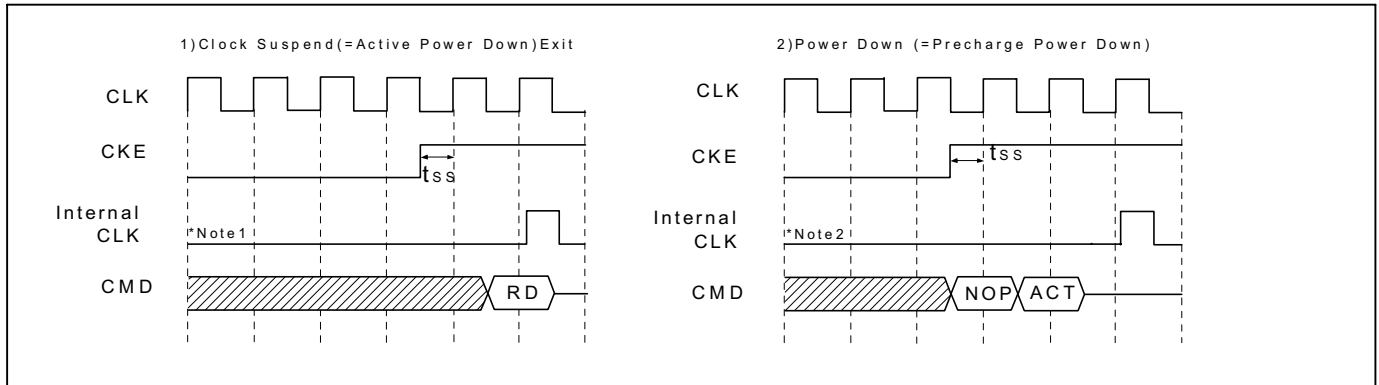 1)Clock Suspend(=Active Power Down)Exit
CLK
CKE
tss
Internal
CLK
*Note1
CMD
RD
2)Power Down (=Precharge Power Down)
CLK
CKE
tss
Internal
CLK
*Note2
CMD
NOP
ACT